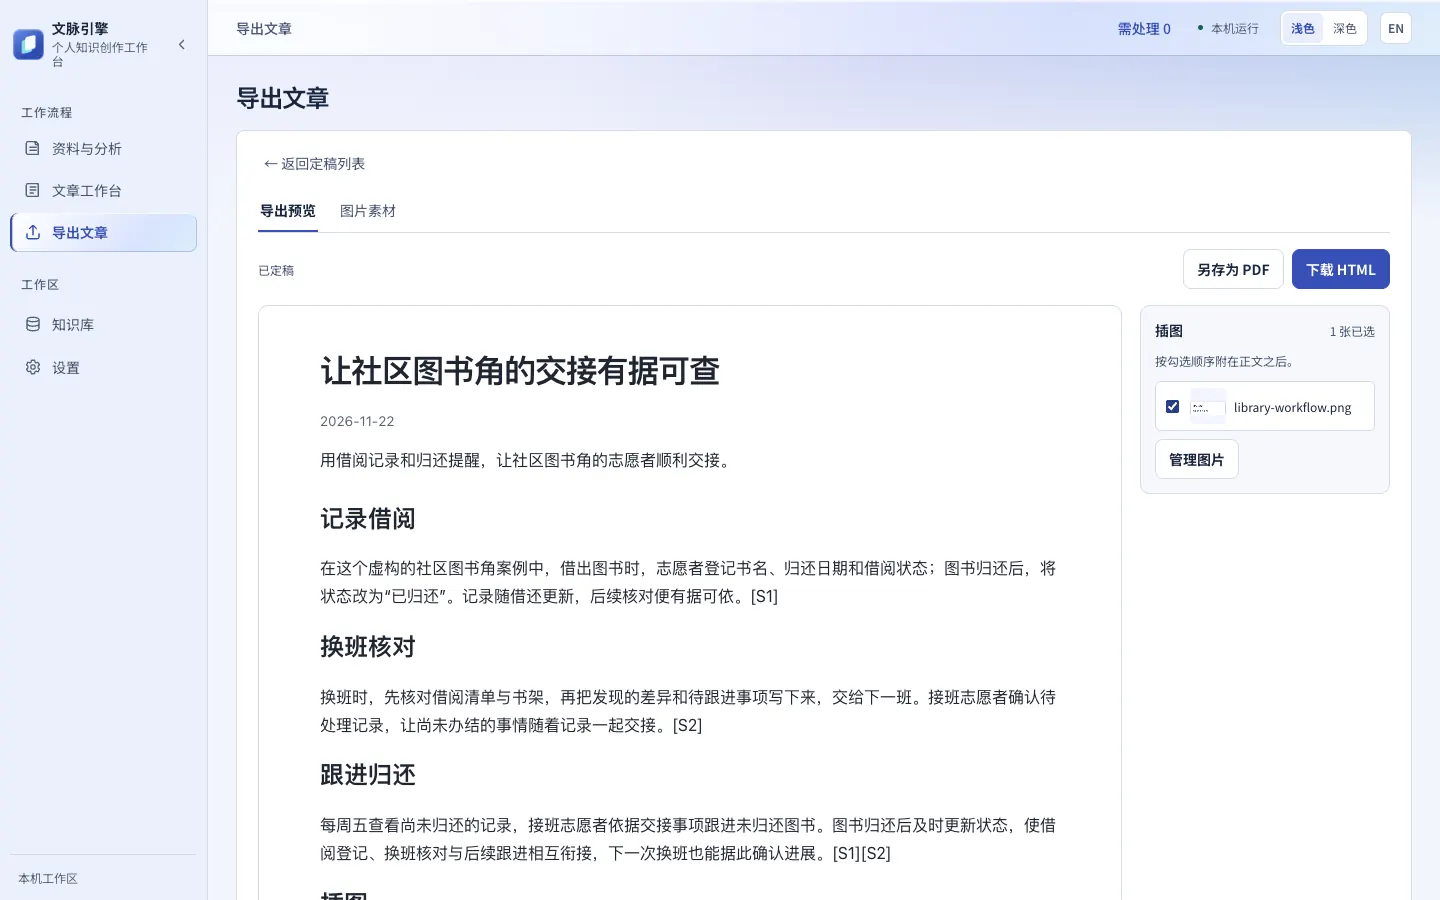 文脉引擎
个人知识创作工作
台
工作流程
资料与分析
文章工作台
导出文章
工作区
知识库
设置
本机工作区
导出文章
需处理 0
本机运行
浅色
深色
EN
导出文章
← 返回定稿列表
导出预览
图片素材
已定稿
另存为 PDF
下载 HTML
让社区图书角的交接有据可查
2026-11-22
用借阅记录和归还提醒，让社区图书角的志愿者顺利交接。
记录借阅
在这个虚构的社区图书角案例中，借出图书时，志愿者登记书名、归还日期和借阅状态；图书归还后，将
状态改为“已归还”。记录随借还更新，后续核对便有据可依。[S1]
换班核对
换班时，先核对借阅清单与书架，再把发现的差异和待跟进事项写下来，交给下一班。接班志愿者确认待
处理记录，让尚未办结的事情随着记录一起交接。[S2]
跟进归还
每周五查看尚未归还的记录，接班志愿者依据交接事项跟进未归还图书。图书归还后及时更新状态，使借
阅登记、换班核对与后续跟进相互衔接，下一次换班也能据此确认进展。[S1][S2]
插图
插图
1 张已选
按勾选顺序附在正文之后。
library-workflow.png
管理图片